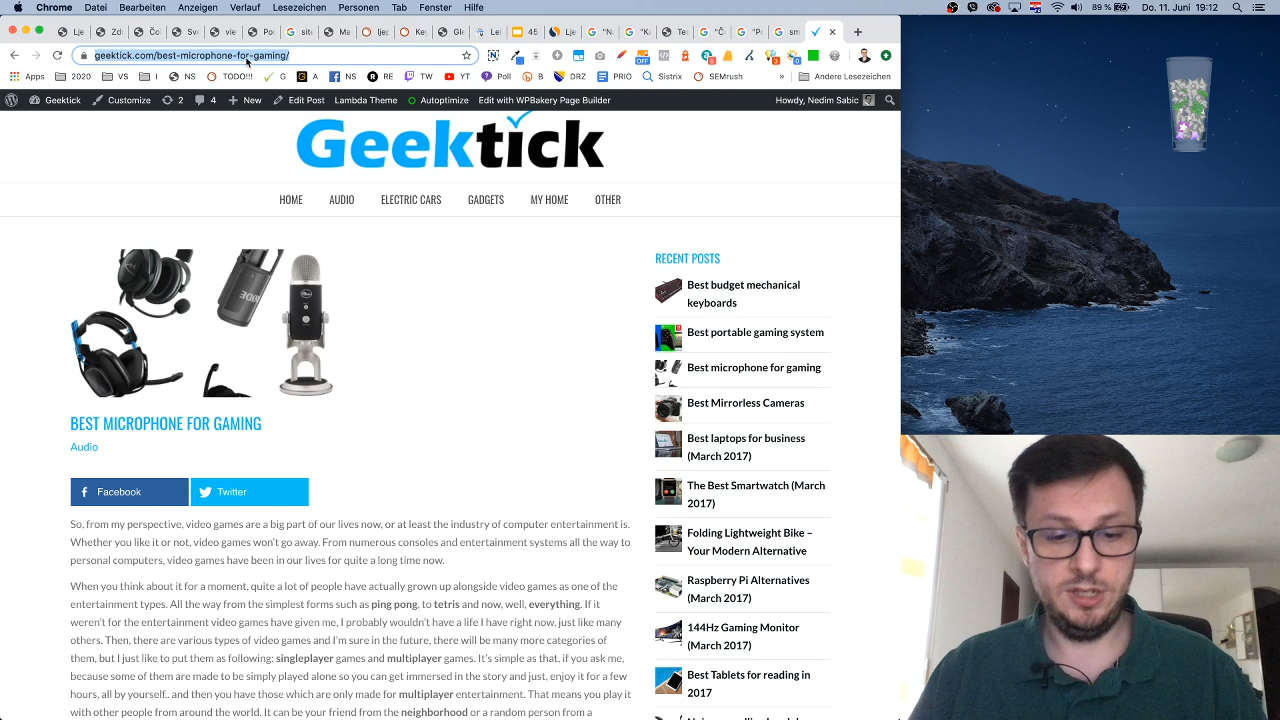 Chrome Datei Bearbeiten Anzeigen Verlauf Lesezeichen Personen Tab Fenster Hilfe
89 % Do. 11. Juni 19:12
geektick.com/best-microphone-for-gaming/
OFF
Apps 2020 VS I NS TODO!!! G A NS RE TW YT Poll B DRZ PRIO Sistrix SEMrush » Andere Lesezeichen
Geektick Customize 2 4 New Edit Post Lambda Theme Autoptimize Edit with WPBakery Page Builder Howdy, Nedim Sabic
Geektick
HOME AUDIO ELECTRIC CARS GADGETS MY HOME OTHER
BEST MICROPHONE FOR GAMING
Audio
Facebook Twitter
So, from my perspective, video games are a big part of our lives now, or at least the industry of computer entertainment is.
Whether you like it or not, video games won't go away. From numerous consoles and entertainment systems all the way to
personal computers, video games have been in our lives for quite a long time now.
When you think about it for a moment, quite a lot of people have actually grown up alongside video games as one of the
entertainment types. All the way from the simplest forms such as ping pong, to tetris and now, well, everything. If it
weren't for the entertainment video games have given me, I probably wouldn't have a life I have right now, just like many
others. Then, there are various types of video games and I'm sure in the future, there will be many more categories of
them, but I just like to put them as following: singleplayer games and multiplayer games. It's simple as that, if you ask me,
because some of them are made to be simply played alone so you can get immersed in the story and just, enjoy it for a few
hours, all by yourself.. and then you have those which are only made for multiplayer entertainment. That means you play it
with other people from around the world. It can be your friend from the neighborhood or a random person from a
RECENT POSTS
Best budget mechanical
keyboards
Best portable gaming system
Best microphone for gaming
Best Mirrorless Cameras
Best laptops for business
(March 2017)
The Best Smartwatch (March
2017)
Folding Lightweight Bike –
Your Modern Alternative
Raspberry Pi Alternatives
(March 2017)
144Hz Gaming Monitor
(March 2017)
Best Tablets for reading in
2017